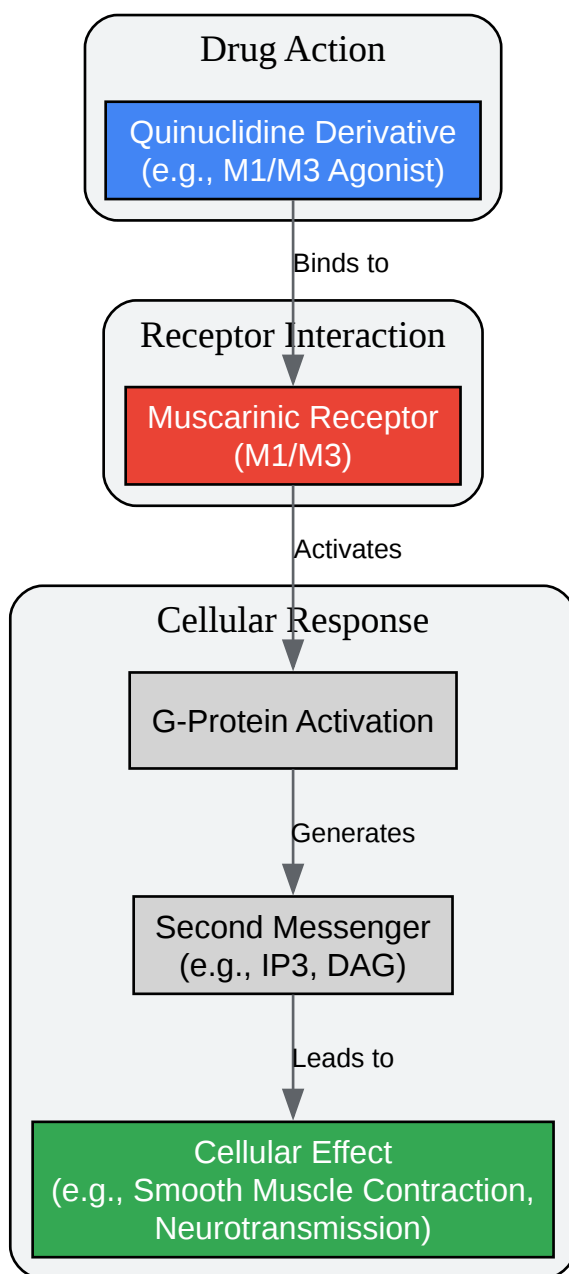 Drug Action
Quinuclidine Derivative
(e.g., M1/M3 Agonist)
Binds to
Receptor Interaction
Muscarinic Receptor
(M1/M3)
Activates
Cellular Response
G-Protein Activation
Generates
Second Messenger
(e.g., IP3, DAG)
Leads to
Cellular Effect
(e.g., Smooth Muscle Contraction,
Neurotransmission)